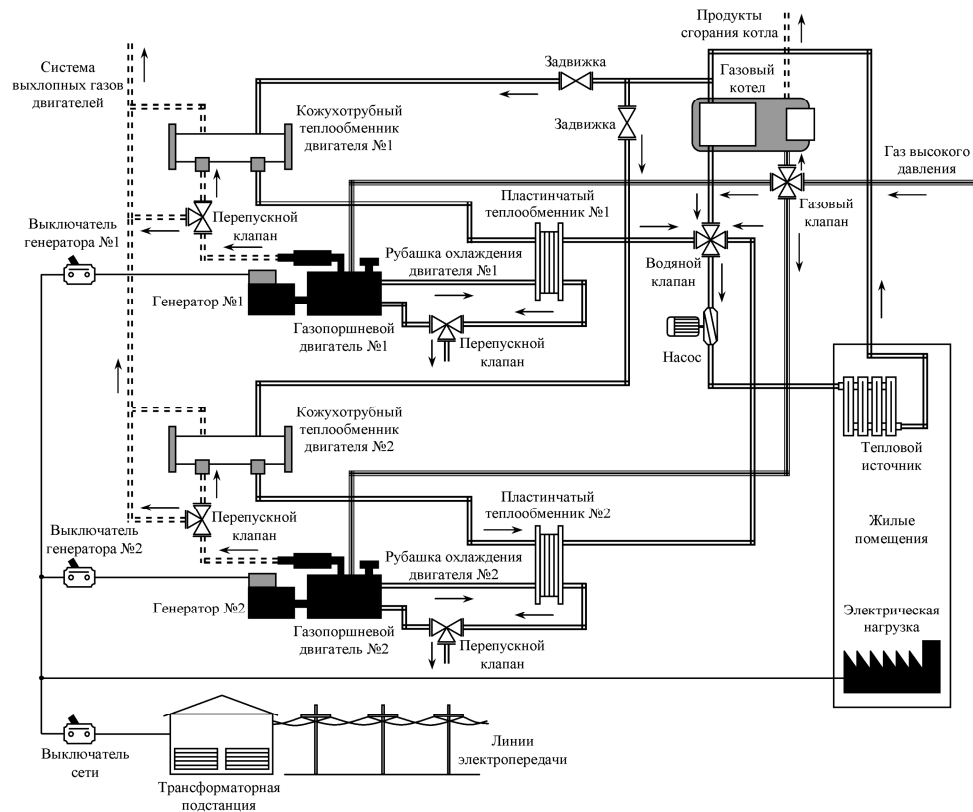 Продукты
сгорания котла
Система
выхлопных газов
двигателей
Задвижка
Газовый
котел
Кожухотрубный
теплообменник
двигателя №1
Задвижка
Газ высокого
давления
Пластинчатый
теплообменник №1
Газовый
клапан
Выключатель
генератора №1
Перепускной
клапан
Рубашка охлаждения
двигателя №1
Водяной
клапан
Генератор №1
Газопоршневой
двигатель №1
Перепускной
клапан
Насос
Кожухотрубный
теплообменник
двигателя №2
Тепловой
источник
Пластинчатый
теплообменник №2
Выключатель
генератора №2
Перепускной
клапан
Жилые
помещения
Рубашка охлаждения
двигателя №2
Генератор №2
Газопоршневой
двигатель №2
Перепускной
клапан
Электрическая
нагрузка
Выключатель
сети
Трансформаторная
подстанция
Линии
электропередачи